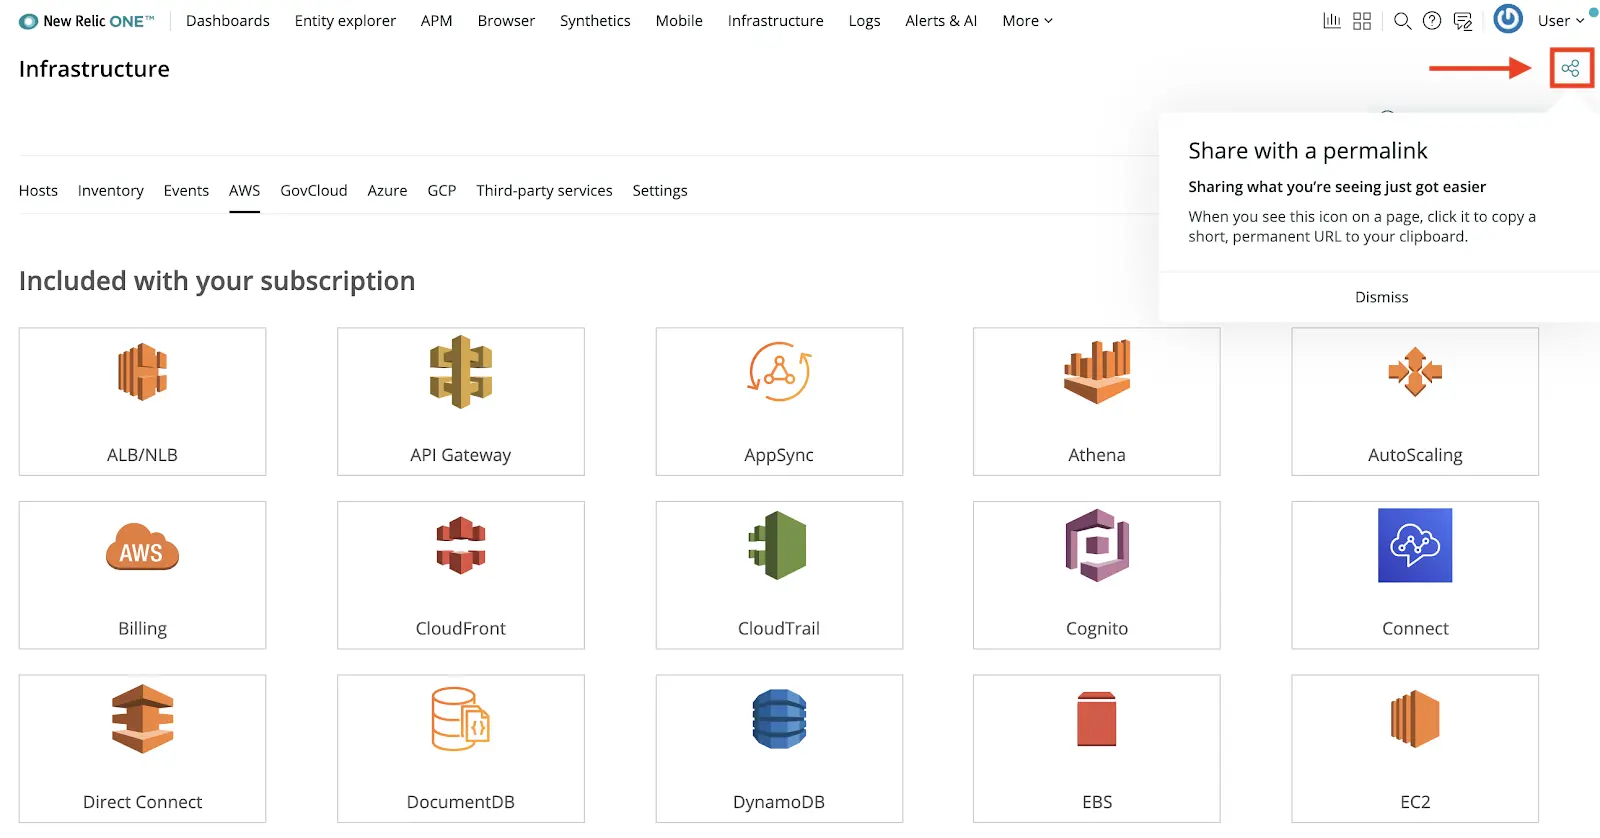 New Relic ONE™ Dashboards Entity explorer APM Browser Synthetics Mobile Infrastructure Logs Alerts & AI More User
Infrastructure
Share with a permalink
Sharing what you’re seeing just got easier
When you see this icon on a page, click it to copy a
short, permanent URL to your clipboard.
Dismiss
Hosts Inventory Events AWS GovCloud Azure GCP Third-party services Settings
Included with your subscription
ALB/NLB API Gateway AppSync Athena AutoScaling
AWS
Billing CloudFront CloudTrail Cognito Connect
Direct Connect DocumentDB DynamoDB EBS EC2